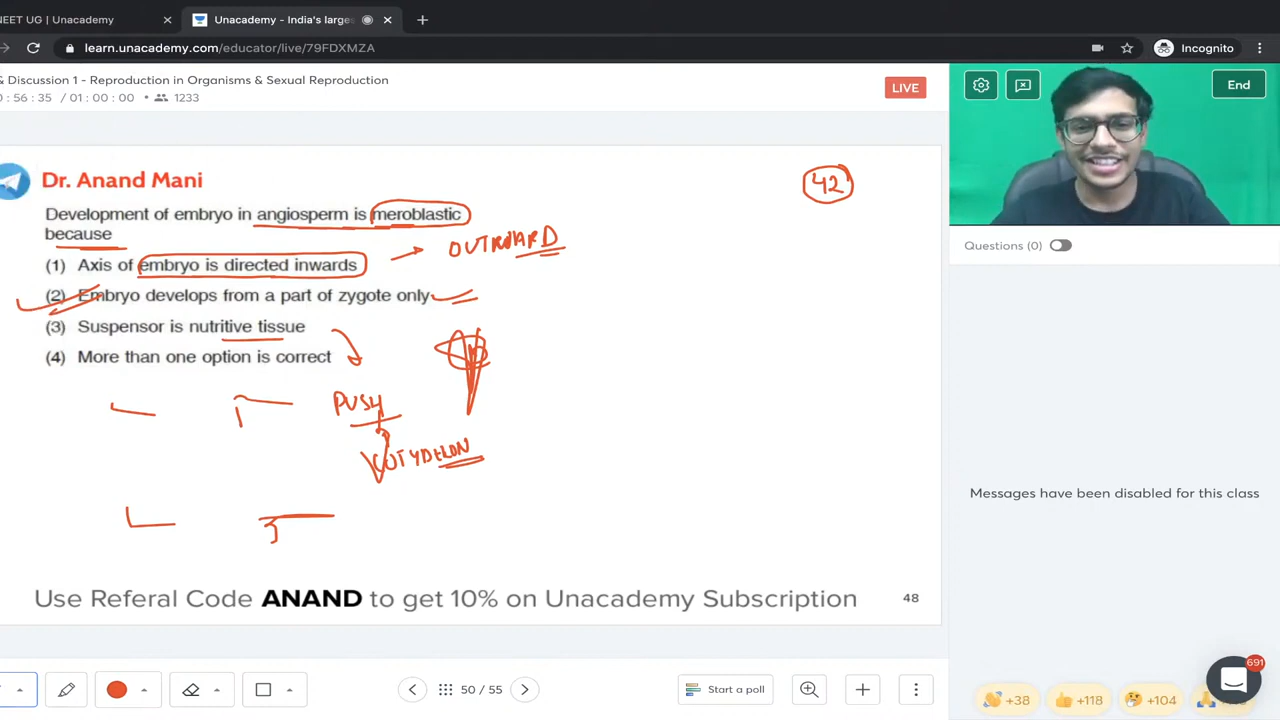 NEET UG | Unacademy
Unacademy - India's larges
learn.unacademy.com/educator/live/79FDXMZA
Incognito
& Discussion 1 - Reproduction in Organisms & Sexual Reproduction
0 : 56 : 35 / 01 : 00 : 00 • 1233
LIVE
End
Dr. Anand Mani
42
Development of embryo in angiosperm is meroblastic
because
(1) Axis of embryo is directed inwards
OUTWARD
(2) Embryo develops from a part of zygote only
(3) Suspensor is nutritive tissue
(4) More than one option is correct
PUSH
COTYDELON
Use Referal Code ANAND to get 10% on Unacademy Subscription
48
Questions (0)
Messages have been disabled for this class
50 / 55
Start a poll
691
+38
+118
+104